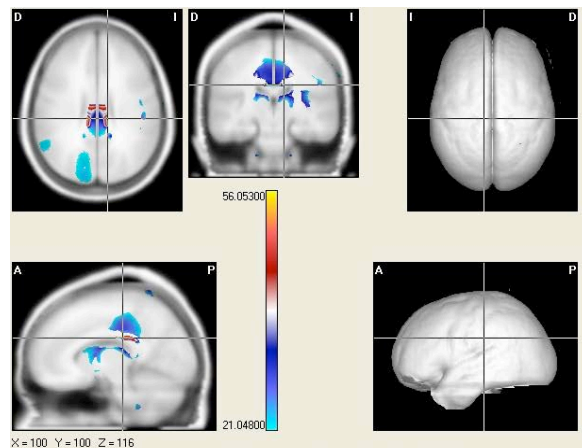 D I
D I
I D
56.05300
A P
A P
21.04800
X = 100 Y = 100 Z = 116